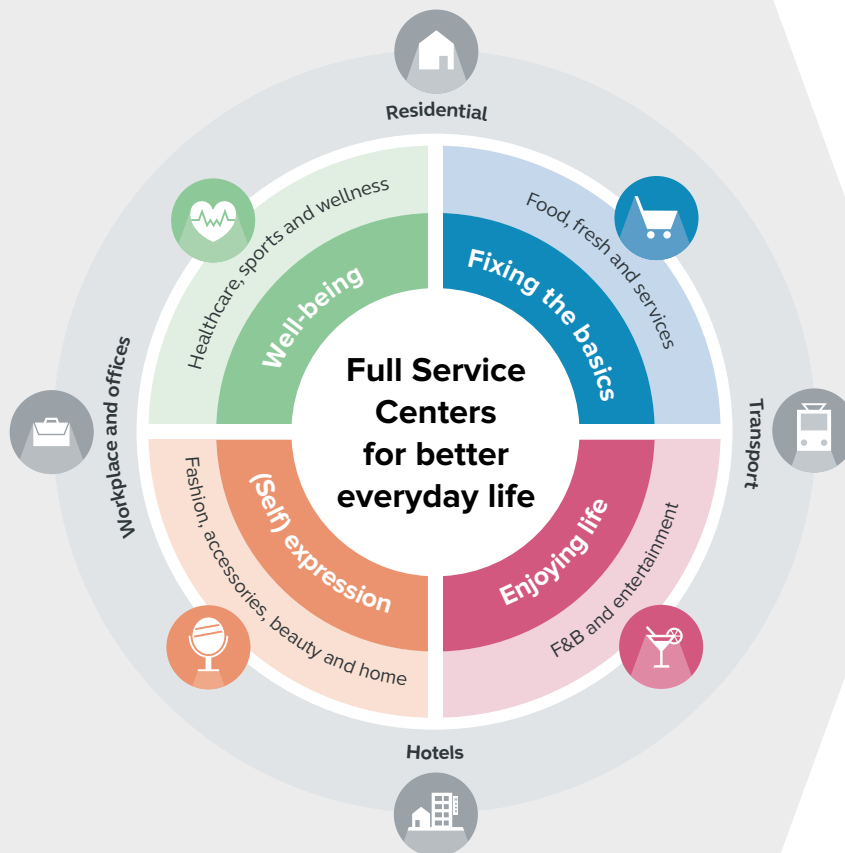 Residential
Healthcare, sports and wellness
Well-being
Food, fresh and services
Fixing the basics
Full Service
Centers
for better
everyday life
Workplace and offices
Transport
Fashion, accessories, beauty and home
(Self) expression
Enjoying life
F&B and entertainment
Hotels